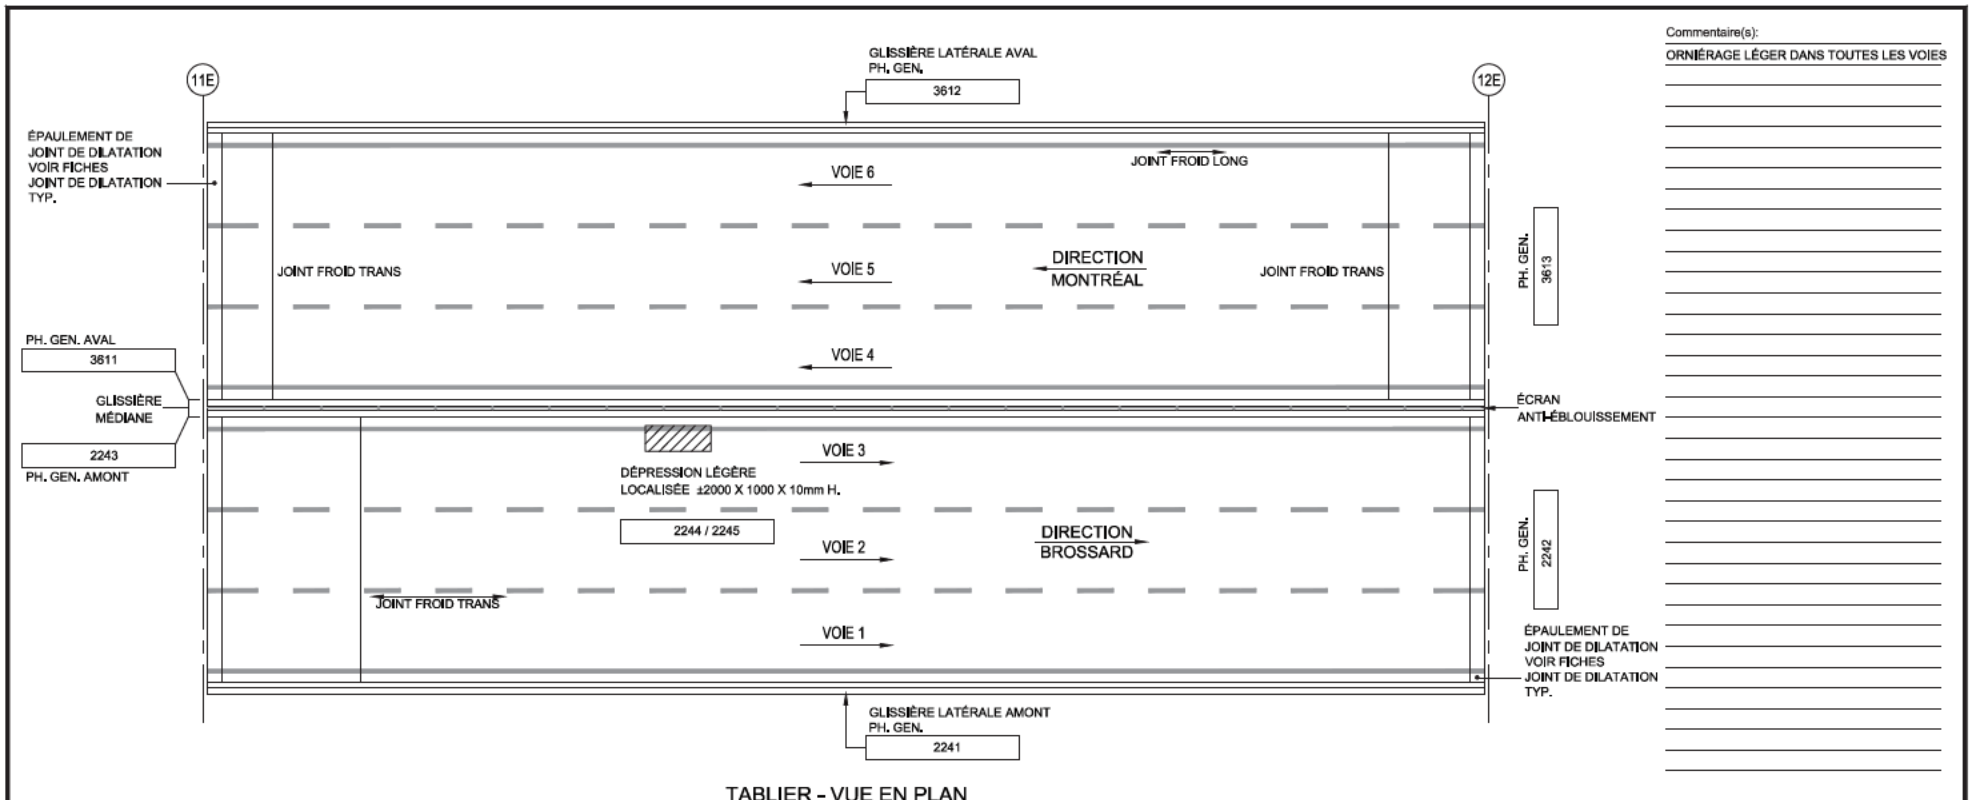 Commentaire(s):
ORNIÉRAGE LÉGER DANS TOUTES LES VOIES
GLISSIÈRE LATÉRALE AVAL
PH. GEN.
3612
11E
12E
ÉPAULEMENT DE
JOINT DE DILATATION
VOIR FICHES
JOINT DE DILATATION
TYP.
VOIE 6
JOINT FROID LONG
JOINT FROID TRANS
VOIE 5
DIRECTION
MONTRÉAL
JOINT FROID TRANS
PH. GEN.
3613
VOIE 4
PH. GEN. AVAL
3611
GLISSIÈRE
MÉDIANE
2243
PH. GEN. AMONT
ÉCRAN
ANTI-ÉBLOUISSEMENT
VOIE 3
DÉPRESSION LÉGÈRE
LOCALISÉE ±2000 X 1000 X 10mm H.
2244 / 2245
VOIE 2
DIRECTION
BROSSARD
PH. GEN.
2242
JOINT FROID TRANS
VOIE 1
ÉPAULEMENT DE
JOINT DE DILATATION
VOIR FICHES
JOINT DE DILATATION
TYP.
GLISSIÈRE LATÉRALE AMONT
PH. GEN.
2241
TABLIER - VUE EN PLAN